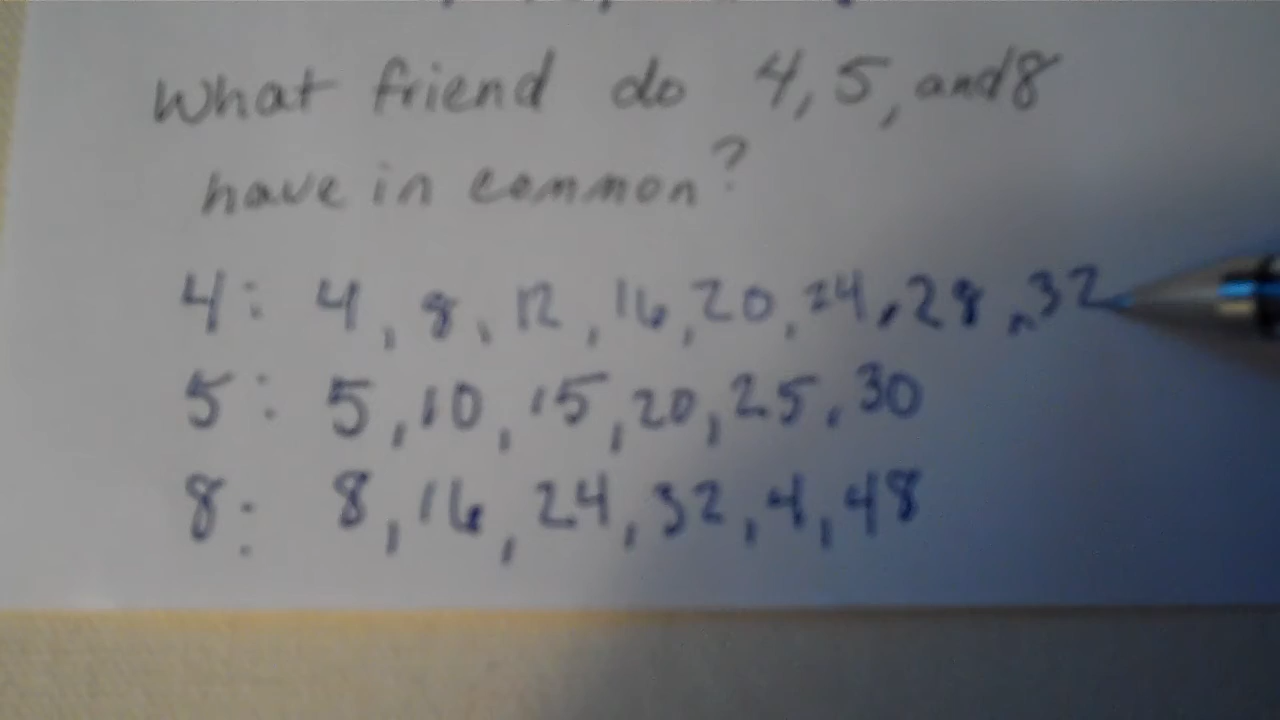 What friend do 4, 5, and 8
have in common?
4: 4, 8, 12, 16, 20, 24, 28, 32
5: 5, 10, 15, 20, 25, 30
8: 8, 16, 24, 32, 4, 48